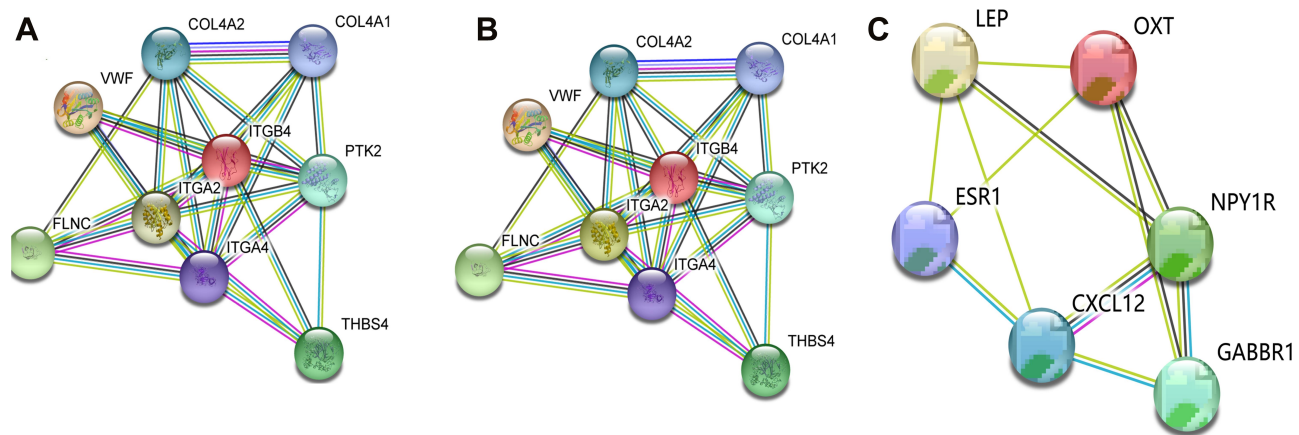 A
COL4A2
COL4A1
VWF
ITGB4
PTK2
ITGA2
FLNC
ITGA4
THBS4
B
COL4A2
COL4A1
VWF
ITGB4
PTK2
ITGA2
FLNC
ITGA4
THBS4
C
LEP
OXT
ESR1
NPY1R
CXCL12
GABBR1